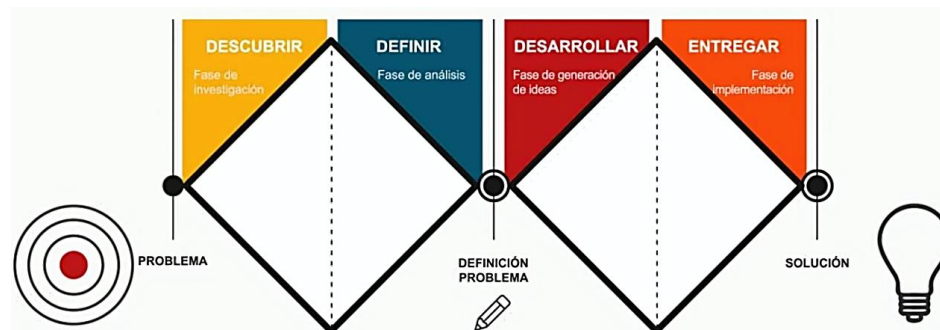 DESCUBRIR
Fase de
investigación
DEFINIR
Fase de análisis
DESARROLLAR
Fase de generación
de ideas
ENTREGAR
Fase de
implementación
PROBLEMA
DEFINICIÓN
PROBLEMA
SOLUCIÓN